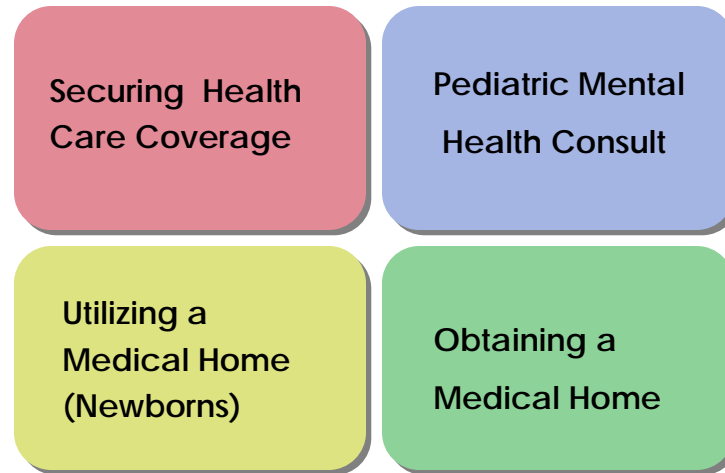 Securing Health
Care Coverage
Pediatric Mental
Health Consult
Utilizing a
Medical Home
(Newborns)
Obtaining a
Medical Home